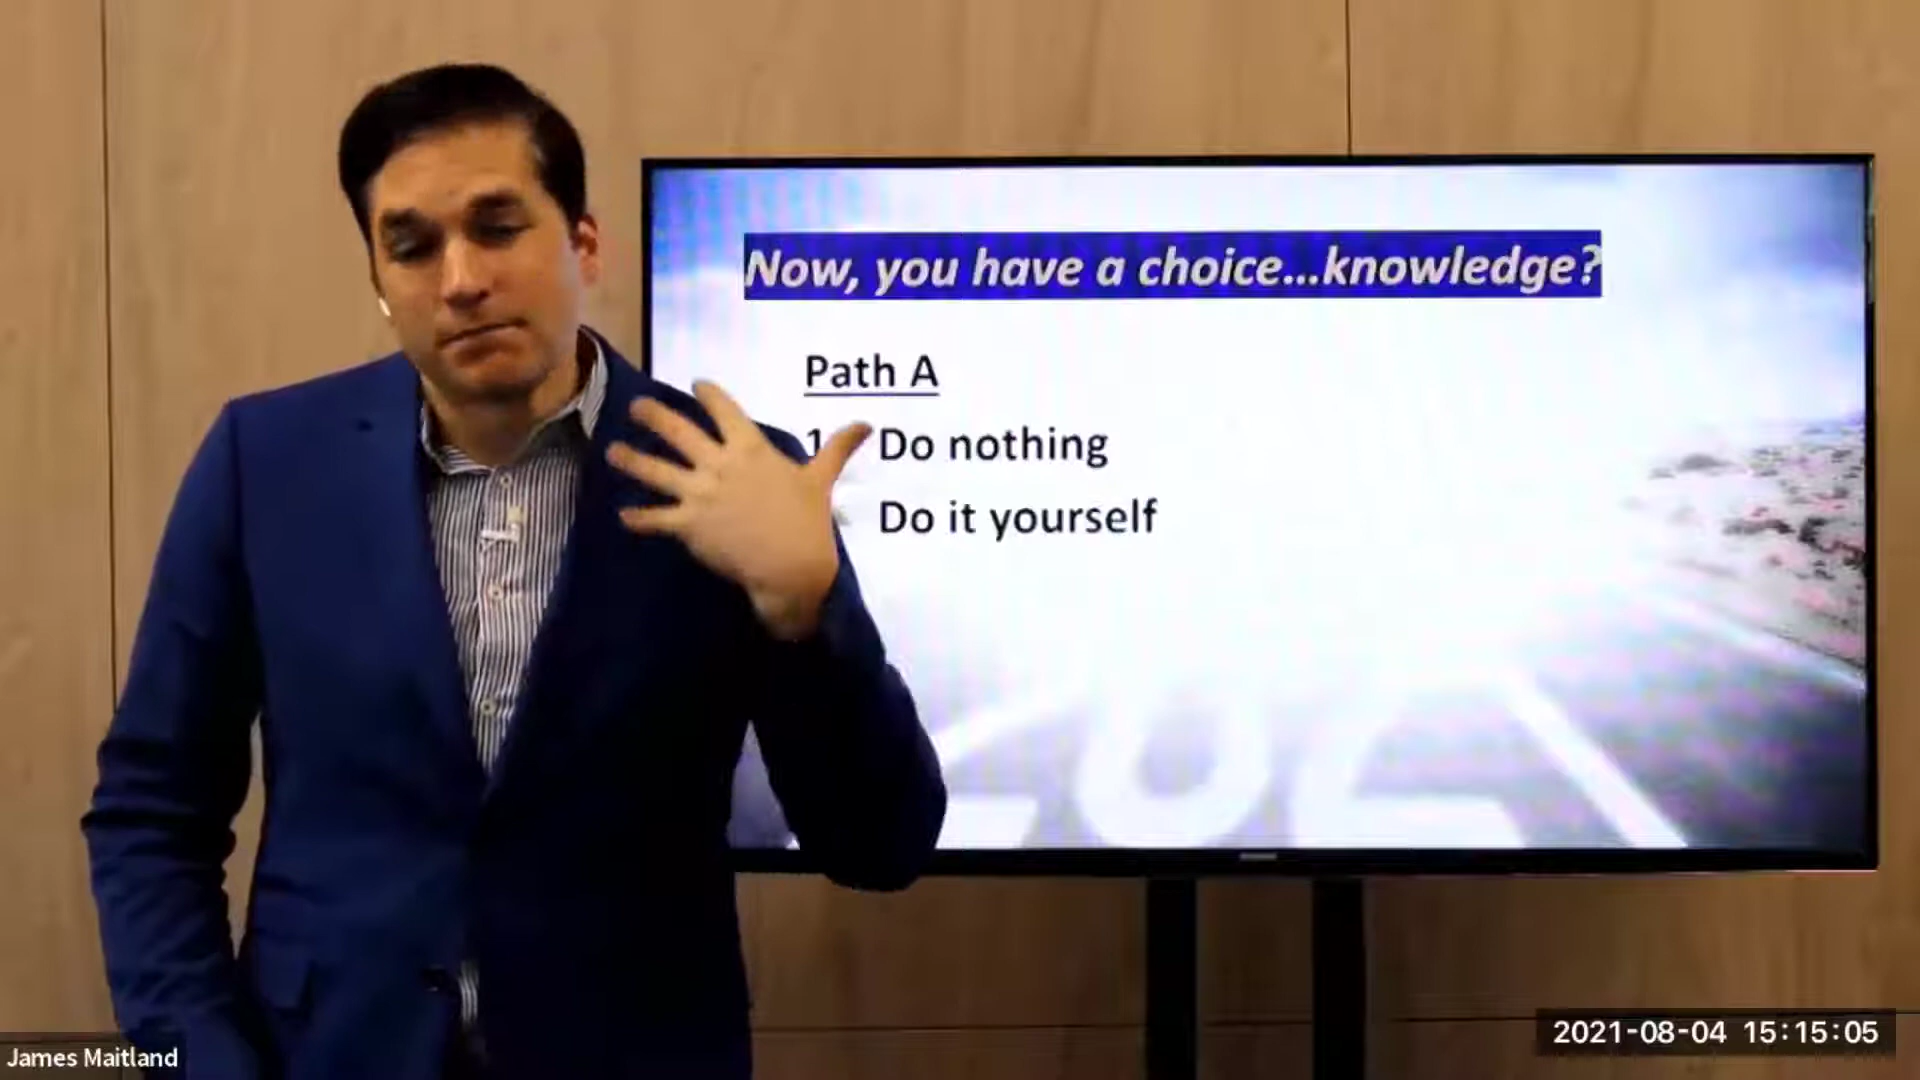 Now, you have a choice...knowledge?
Path A
1 Do nothing
Do it yourself
2021-08-04 15:15:05
James Maitland